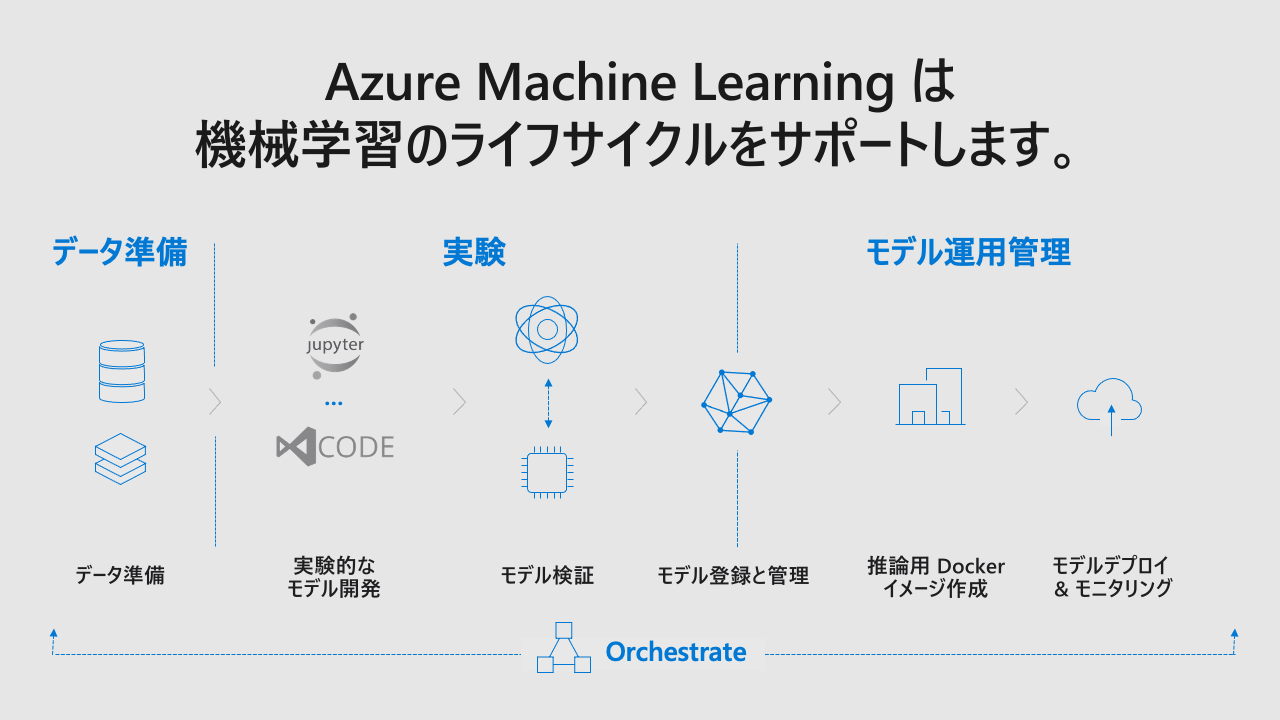 Azure Machine Learning は
機械学習のライフサイクルをサポートします。
データ準備
実験
モデル運用管理
jupyter
...
CODE
データ準備
実験的な
モデル開発
モデル検証
モデル登録と管理
推論用 Docker
イメージ作成
モデルデプロイ
& モニタリング
Orchestrate